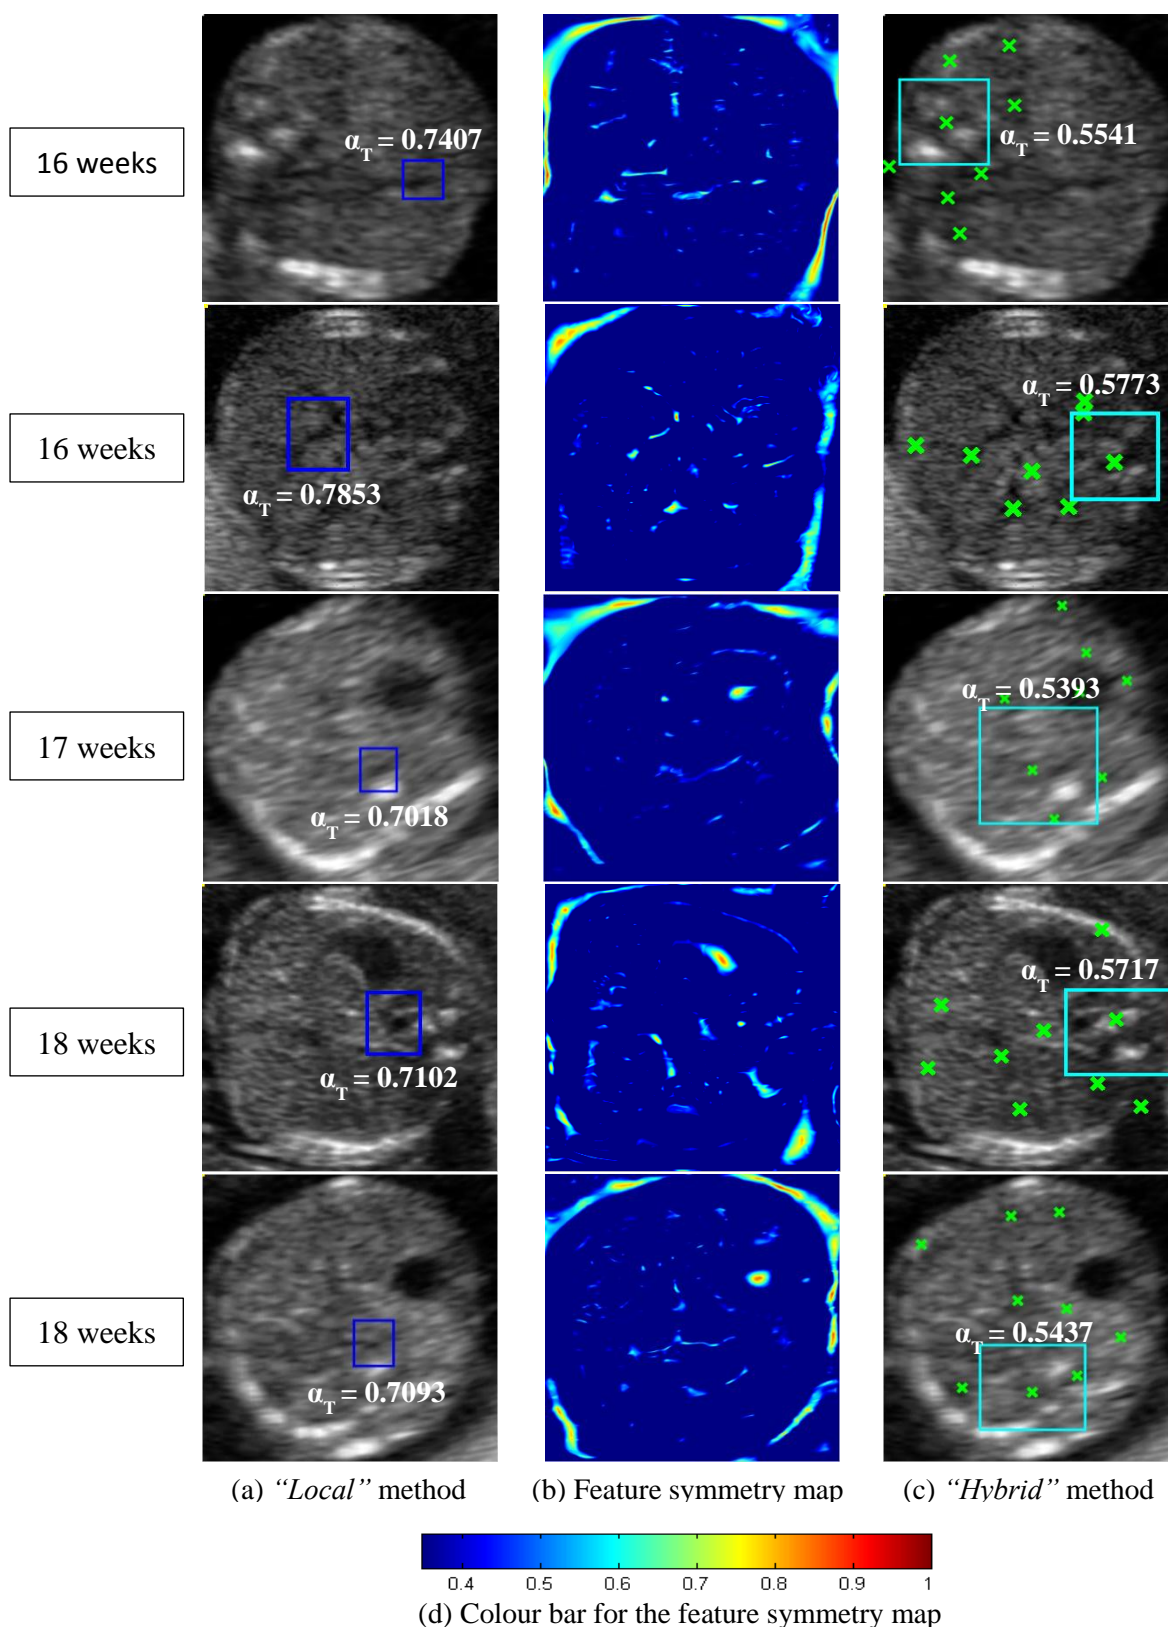 16 weeks
α_T = 0.7407
α_T = 0.5541
16 weeks
α_T = 0.7853
α_T = 0.5773
17 weeks
α_T = 0.7018
α_T = 0.5393
18 weeks
α_T = 0.7102
α_T = 0.5717
18 weeks
α_T = 0.7093
α_T = 0.5437
(a) “Local” method
(b) Feature symmetry map
(c) “Hybrid” method
0.4 0.5 0.6 0.7 0.8 0.9 1
(d) Colour bar for the feature symmetry map